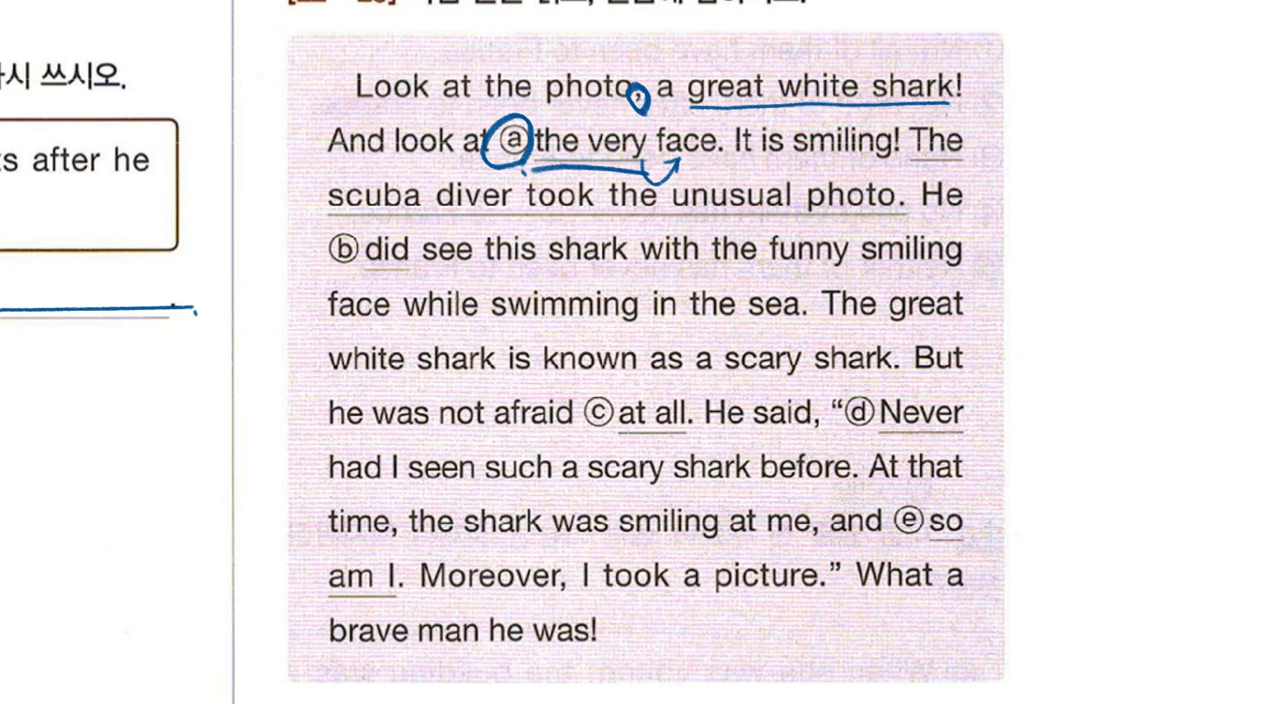 시 쓰시오.
s after he
Look at the photo, a great white shark!
And look at ⓐ the very face. It is smiling! The
scuba diver took the unusual photo. He
ⓑ did see this shark with the funny smiling
face while swimming in the sea. The great
white shark is known as a scary shark. But
he was not afraid ⓒ at all. He said, “ⓓ Never
had I seen such a scary shark before. At that
time, the shark was smiling at me, and ⓔ so
am I. Moreover, I took a picture.” What a
brave man he was!